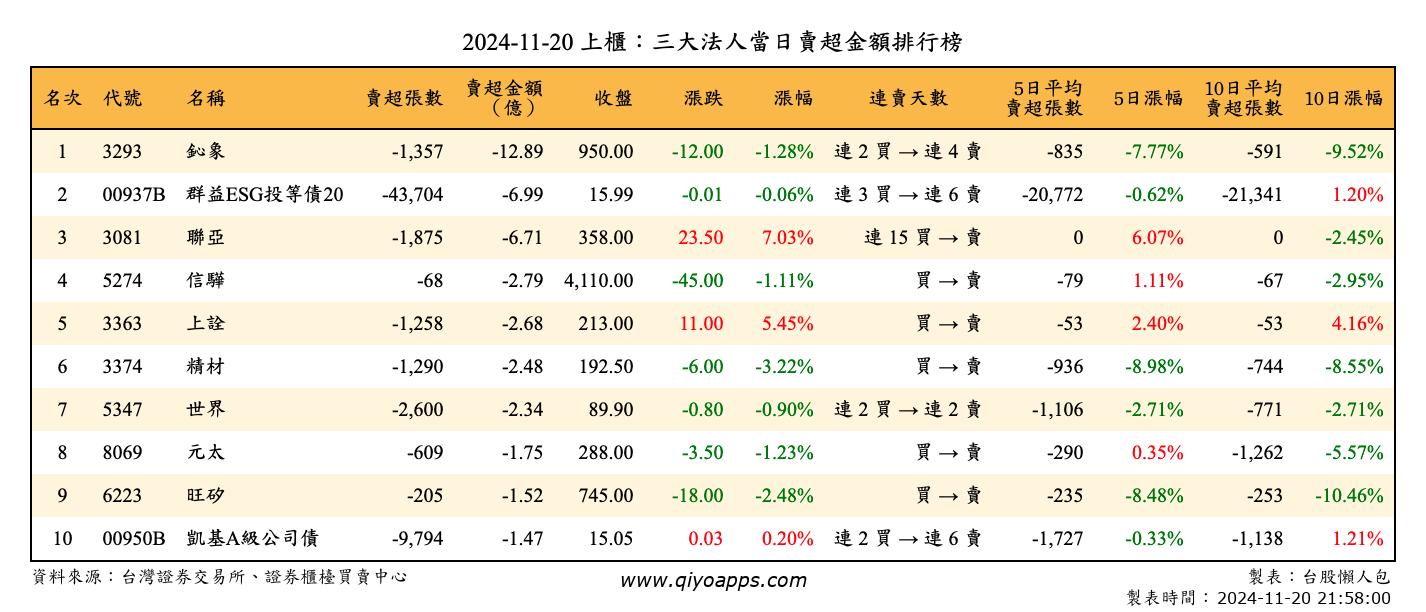 2024-11-20 上櫃：三大法人當日賣超金額排行榜
名次 代號 名稱 賣超張數 賣超金額（億） 收盤 漲跌 漲幅 連賣天數 5日平均賣超張數 5日漲幅 10日平均賣超張數 10日漲幅
1 3293 鈊象 -1,357 -12.89 950.00 -12.00 -1.28% 連 2 買 → 連 4 賣 -835 -7.77% -591 -9.52%
2 00937B 群益ESG投等債20 -43,704 -6.99 15.99 -0.01 -0.06% 連 3 買 → 連 6 賣 -20,772 -0.62% -21,341 1.20%
3 3081 聯亞 -1,875 -6.71 358.00 23.50 7.03% 連 15 買 → 賣 0 6.07% 0 -2.45%
4 5274 信驊 -68 -2.79 4,110.00 -45.00 -1.11% 買 → 賣 -79 1.11% -67 -2.95%
5 3363 上詮 -1,258 -2.68 213.00 11.00 5.45% 買 → 賣 -53 2.40% -53 4.16%
6 3374 精材 -1,290 -2.48 192.50 -6.00 -3.22% 買 → 賣 -936 -8.98% -744 -8.55%
7 5347 世界 -2,600 -2.34 89.90 -0.80 -0.90% 連 2 買 → 連 2 賣 -1,106 -2.71% -771 -2.71%
8 8069 元太 -609 -1.75 288.00 -3.50 -1.23% 買 → 賣 -290 0.35% -1,262 -5.57%
9 6223 旺矽 -205 -1.52 745.00 -18.00 -2.48% 買 → 賣 -235 -8.48% -253 -10.46%
10 00950B 凱基A級公司債 -9,794 -1.47 15.05 0.03 0.20% 連 2 買 → 連 6 賣 -1,727 -0.33% -1,138 1.21%
資料來源：台灣證券交易所、證券櫃檯買賣中心 www.qiyoapps.com 製表：台股懶人包
製表時間：2024-11-20 21:58:00